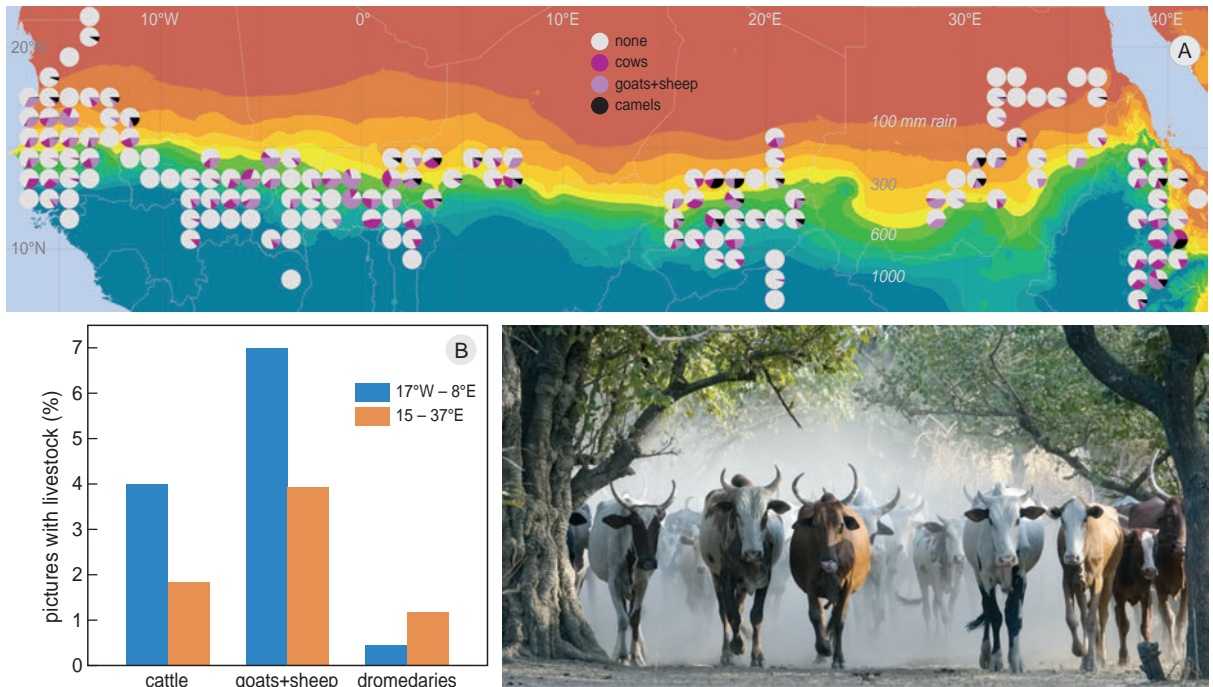 10°W 0° 10°E 20°E 30°E 40°E
20°N
none
cows
goats+sheep
camels
A
100 mm rain
300
600
1000
10°N
B
pictures with livestock (%)
7
6
5
4
3
2
1
0
17°W – 8°E
15 – 37°E
cattle goats+sheep dromedaries